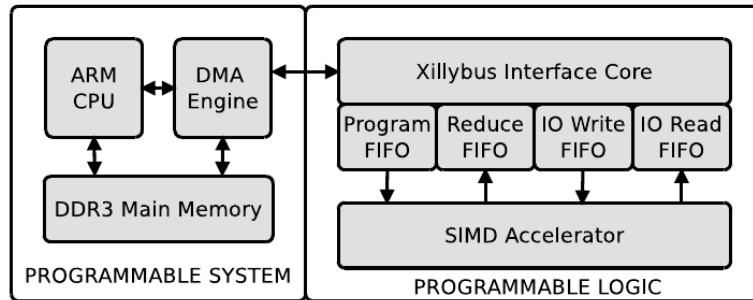 ARM
CPU
DMA
Engine
DDR3 Main Memory
PROGRAMMABLE SYSTEM
Xillybus Interface Core
Program
FIFO
Reduce
FIFO
IO Write
FIFO
IO Read
FIFO
SIMD Accelerator
PROGRAMMABLE LOGIC